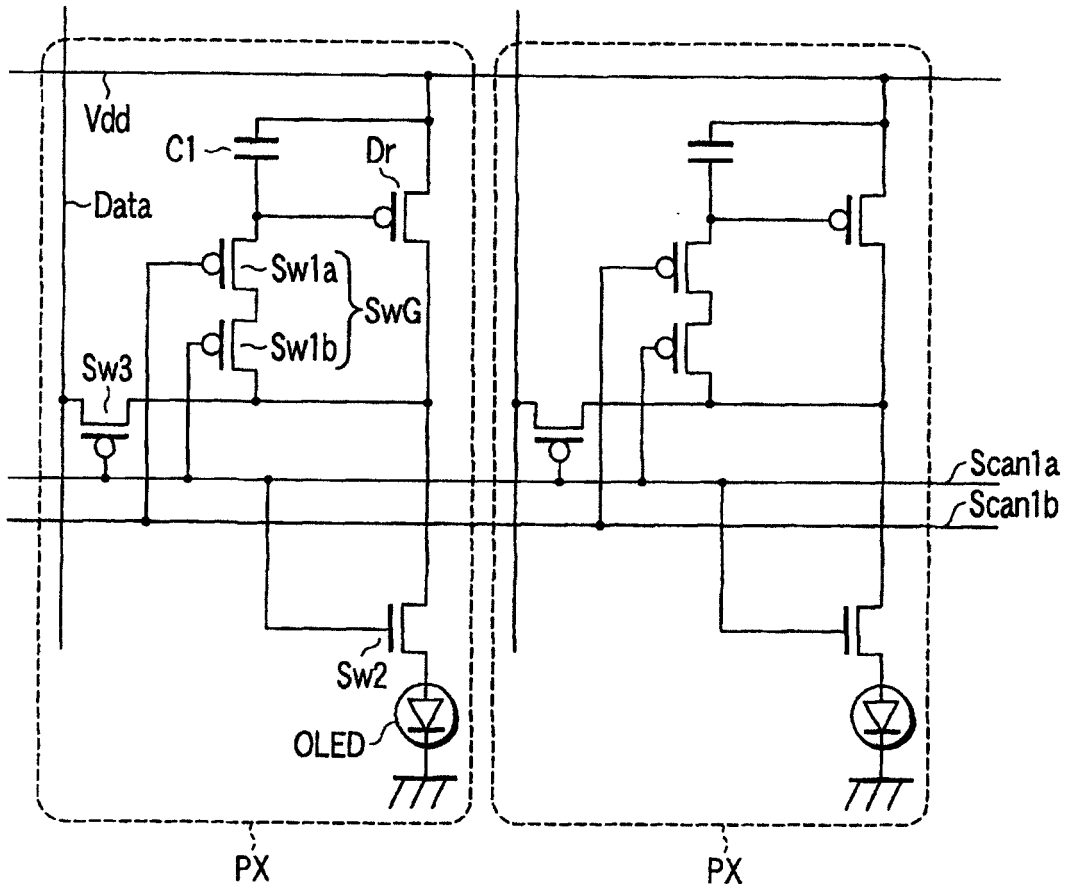 Vdd
C1
Dr
Data
Sw1a
SwG
Sw1b
Sw3
Scan1a
Scan1b
Sw2
OLED
PX
PX